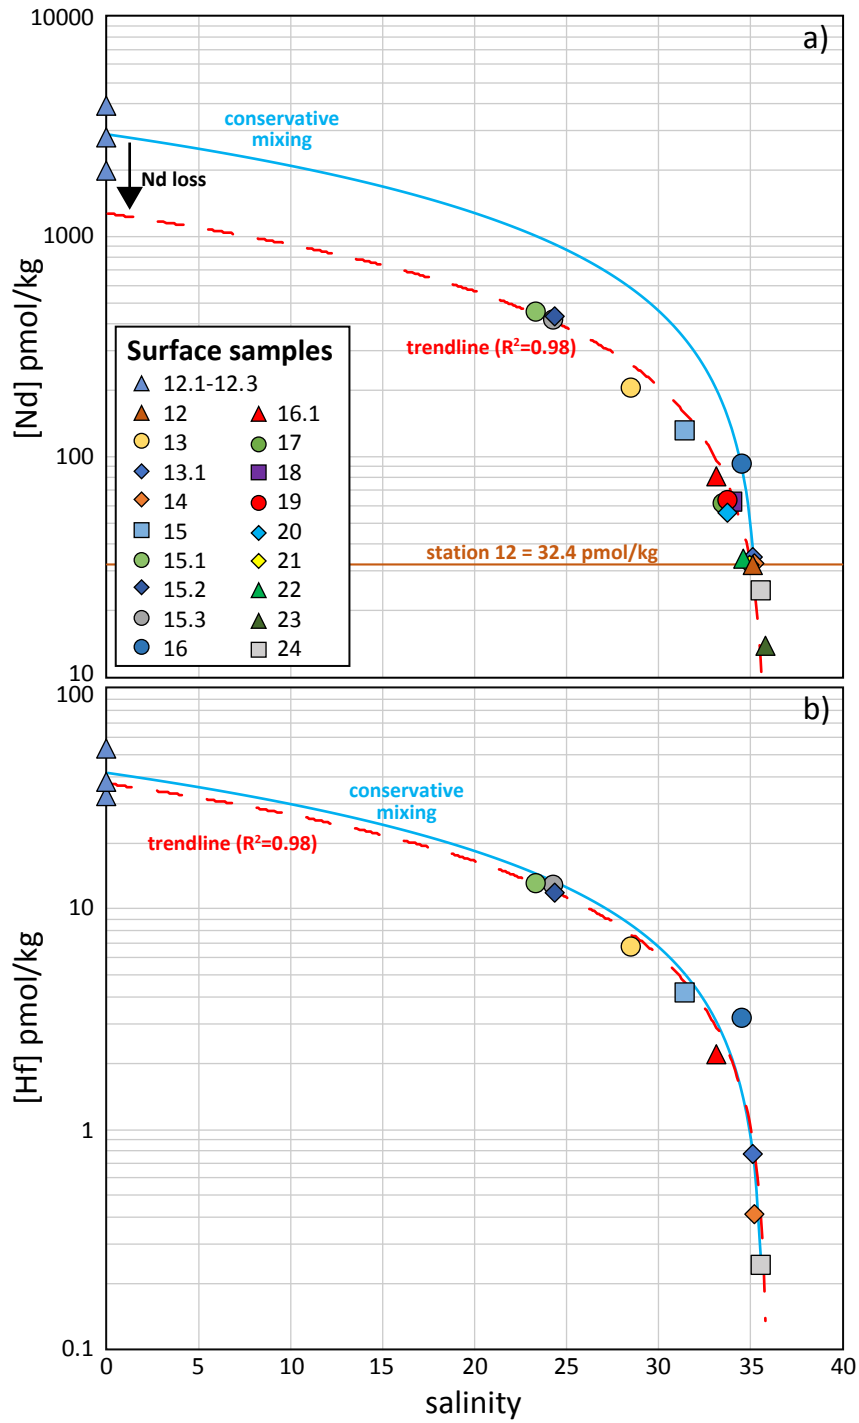 10000
a)
conservative
mixing
Nd loss
1000
[Nd] pmol/kg
trendline (R²=0.98)
Surface samples
12.1-12.3
12
16.1
13
17
13.1
18
14
19
15
20
15.1
21
15.2
22
15.3
23
16
24
100
station 12 = 32.4 pmol/kg
10
100
b)
conservative
mixing
trendline (R²=0.98)
10
[Hf] pmol/kg
1
0.1
0 5 10 15 20 25 30 35 40
salinity